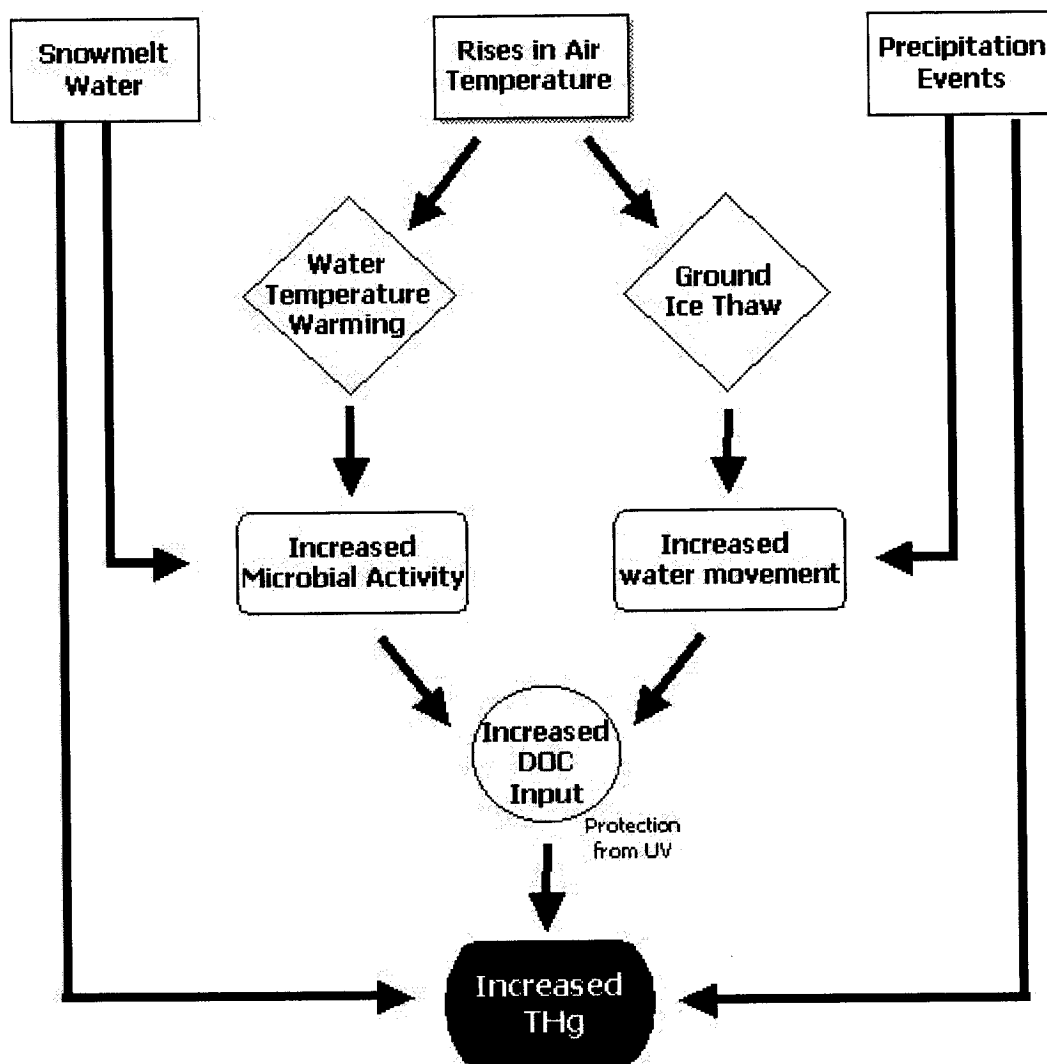 Snowmelt
Water
Rises in Air
Temperature
Precipitation
Events
Water
Temperature
Warming
Ground
Ice Thaw
Increased
Microbial Activity
Increased
water movement
Increased
DOC
Input
Protection
from UV
Increased
THg